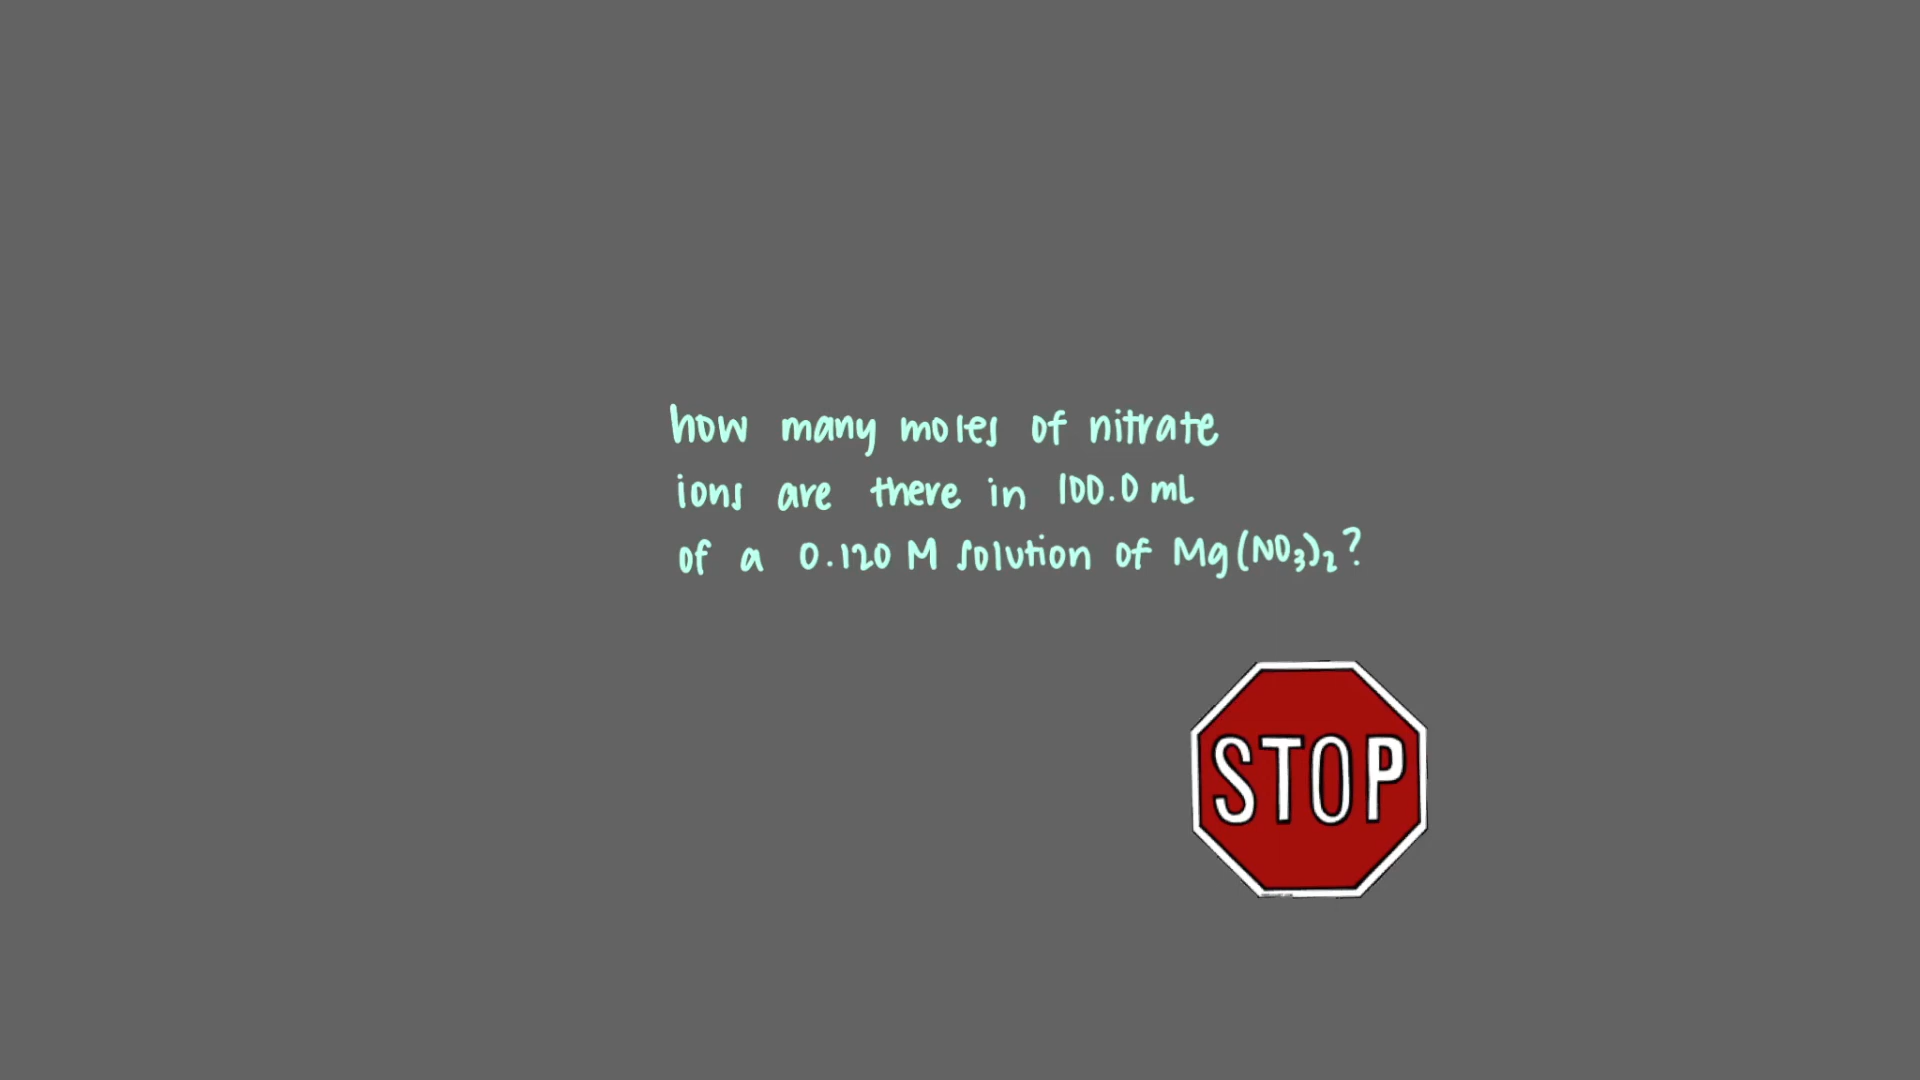 how many moles of nitrate
ions are there in 100.0 mL
of a 0.120 M solution of Mg(NO₃)₂?
STOP